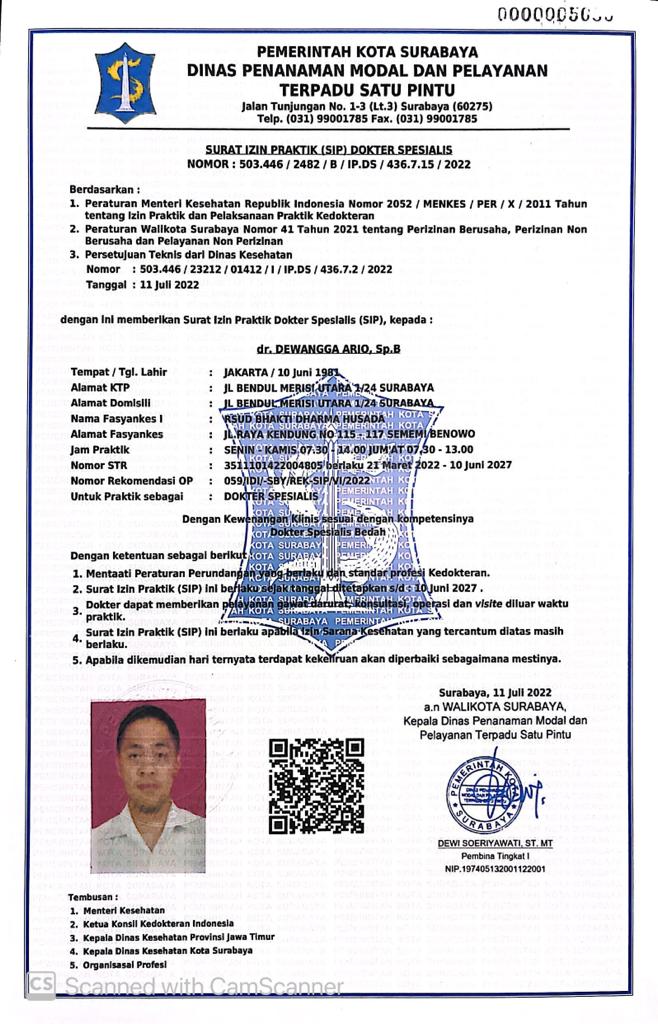 PEMERINTAH KOTA SURABAYA
DINAS PENANAMAN MODAL DAN PELAYANAN
TERPADU SATU PINTU
Jalan Tunjungan No. 1-3 (Lt.3) Surabaya (60275)
Telp. (031) 99001785 Fax. (031) 99001785
SURAT IZIN PRAKTIK (SIP) DOKTER SPESIALIS
NOMOR : 503.446 / 2482 / B / IP.DS / 436.7.15 / 2022
Berdasarkan :
1. Peraturan Menteri Kesehatan Republik Indonesia Nomor 2052 / MENKES / PER / X / 2011 Tahun
tentang Izin Praktik dan Pelaksanaan Praktik Kedokteran
2. Peraturan Walikota Surabaya Nomor 41 Tahun 2021 tentang Perizinan Berusaha, Perizinan Non
Berusaha dan Pelayanan Non Perizinan
3. Persetujuan Teknis dari Dinas Kesehatan
Nomor : 503.446 / 23212 / 01412 / I / IP.DS / 436.7.2 / 2022
Tanggal : 11 Juli 2022
dengan ini memberikan Surat Izin Praktik Dokter Spesialis (SIP), kepada :
dr. DEWANGGA ARIO, Sp.B
Tempat / Tgl. Lahir : JAKARTA / 10 Juni 1981
Alamat KTP : JL BENDUL MERISI UTARA 1/24 SURABAYA
Alamat Domisili : JL BENDUL MERISI UTARA 1/24 SURABAYA
Nama Fasyankes I : RSUD BHAKTI DHARMA HUSADA
Alamat Fasyankes : JL.RAYA KENDUNG NO 115 - 117 SEMEMI BENOWO
Jam Praktik : SENIN - KAMIS 07.30 - 14.00 JUM'AT 07.30 - 13.00
Nomor STR : 3511101422004805 berlaku 21 Maret 2022 - 10 Juni 2027
Nomor Rekomendasi OP : 059/IDI/-SBY/REK-SIP/VI/2022
Untuk Praktik sebagai : DOKTER SPESIALIS
Dengan Kewenangan Klinis sesuai dengan kompetensinya
Dokter Spesialis Bedah
Dengan ketentuan sebagai berikut
1. Mentaati Peraturan Perundangan yang berlaku dan standar profesi Kedokteran.
2. Surat Izin Praktik (SIP) ini berlaku sejak tanggal ditetapkan s/d : 10 Juni 2027 .
3. Dokter dapat memberikan pelayanan gawat darurat, konsultasi, operasi dan visite diluar waktu
praktik.
4. Surat Izin Praktik (SIP) ini berlaku apabila Izin Sarana Kesehatan yang tercantum diatas masih
berlaku.
5. Apabila dikemudian hari ternyata terdapat kekeliruan akan diperbaiki sebagaimana mestinya.
Surabaya, 11 Juli 2022
a.n WALIKOTA SURABAYA,
Kepala Dinas Penanaman Modal dan
Pelayanan Terpadu Satu Pintu
PEMERINTAH KOTA
SURABAYA
DEWI SOERIYAWATI, ST. MT
Pembina Tingkat I
NIP.197405132001122001
Tembusan :
1. Menteri Kesehatan
2. Ketua Konsil Kedokteran Indonesia
3. Kepala Dinas Kesehatan Provinsi Jawa Timur
4. Kepala Dinas Kesehatan Kota Surabaya
5. Organisasi Profesi
CS Scanned with CamScanner